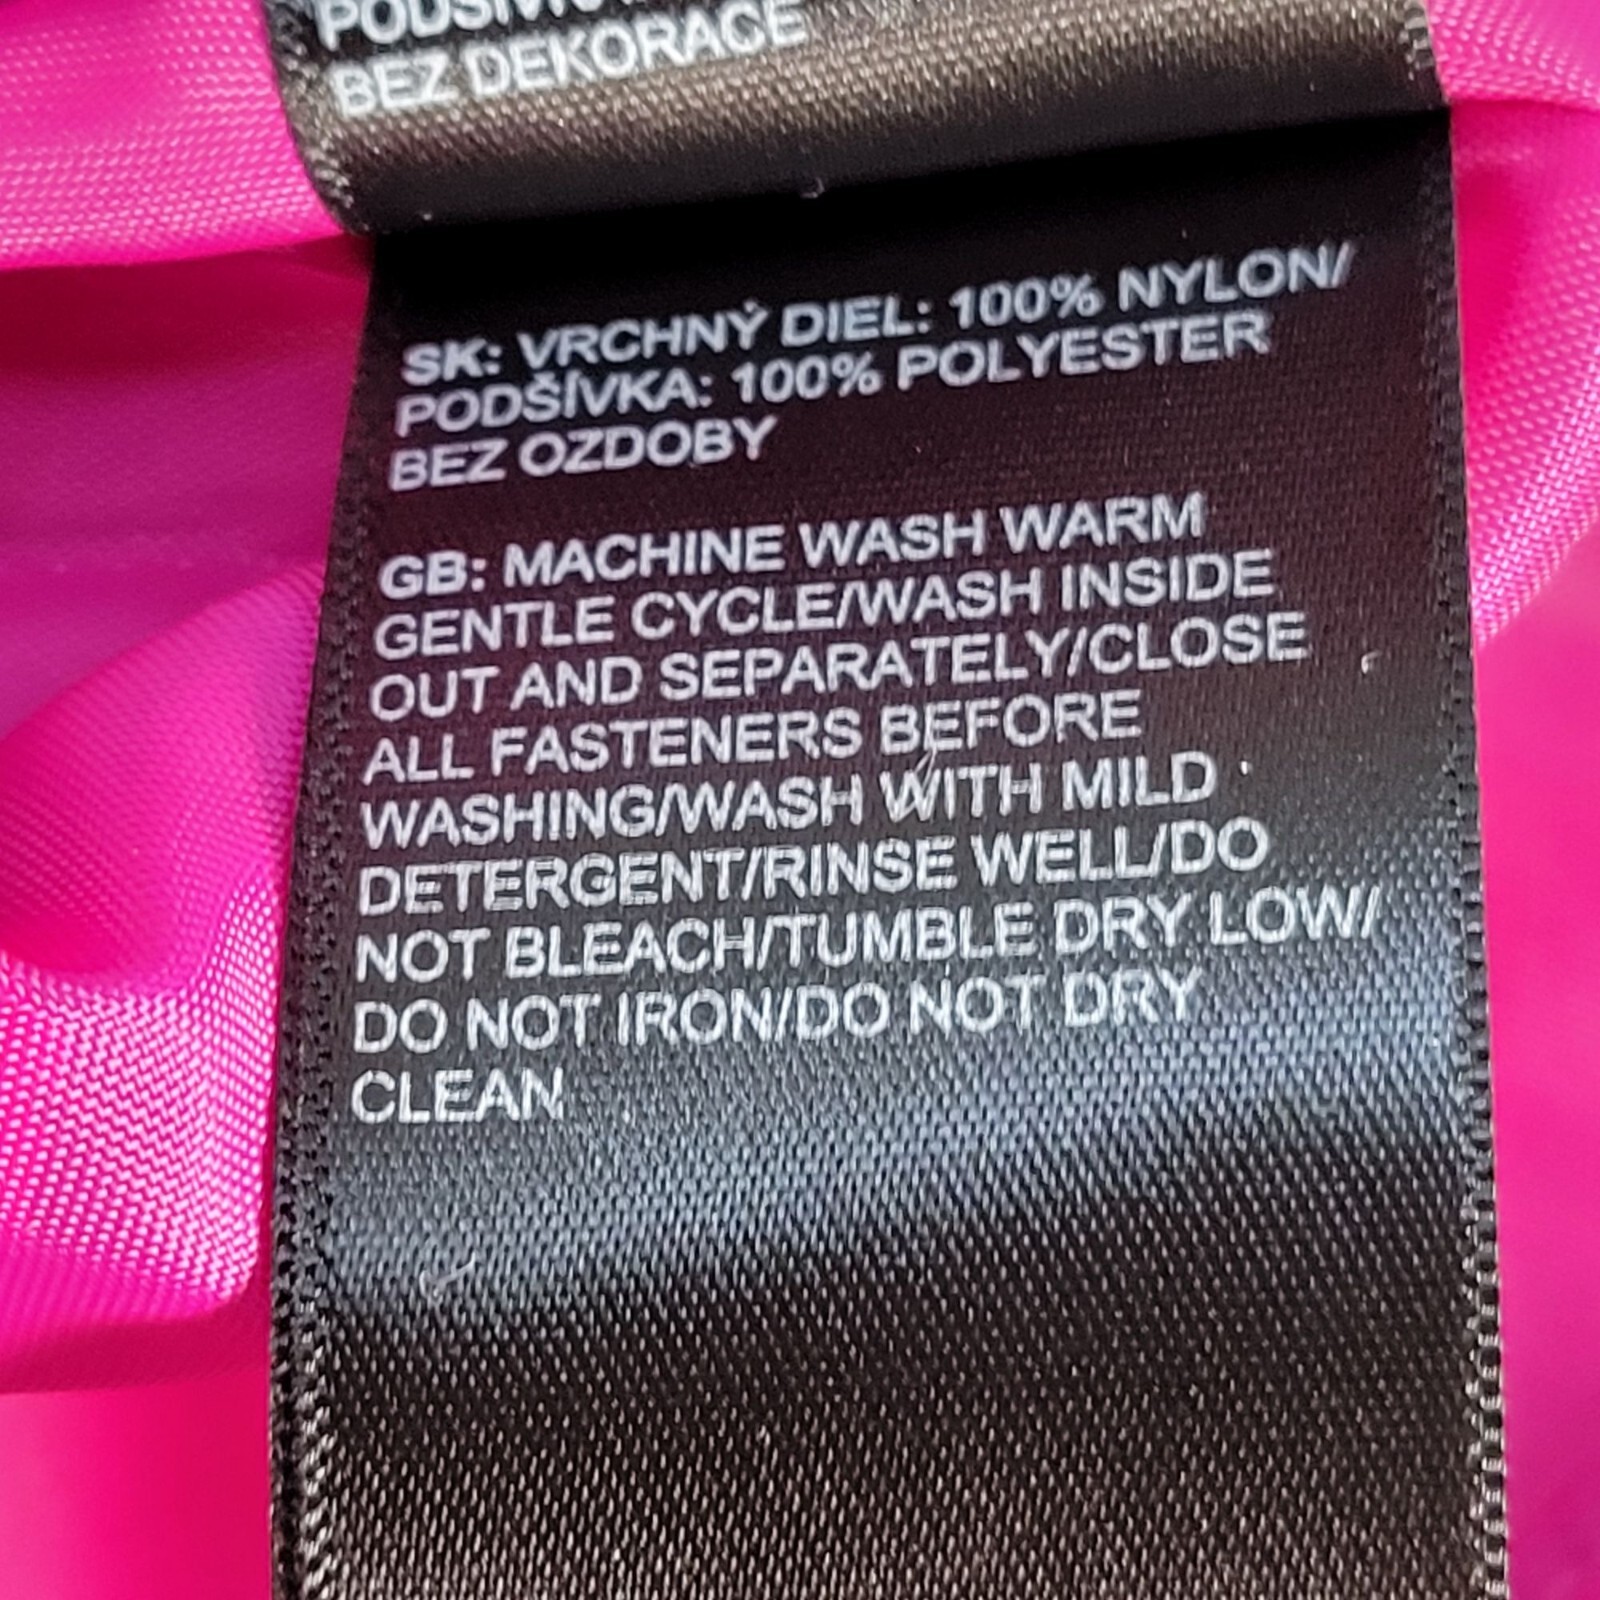 BEZ DEKORACE
SK: VRCHNÝ DIEL: 100% NYLON/
PODŠÍVKA: 100% POLYESTER
BEZ OZDOBY
GB: MACHINE WASH WARM
GENTLE CYCLE/WASH INSIDE
OUT AND SEPARATELY/CLOSE
ALL FASTENERS BEFORE
WASHING/WASH WITH MILD
DETERGENT/RINSE WELL/DO
NOT BLEACH/TUMBLE DRY LOW/
DO NOT IRON/DO NOT DRY
CLEAN